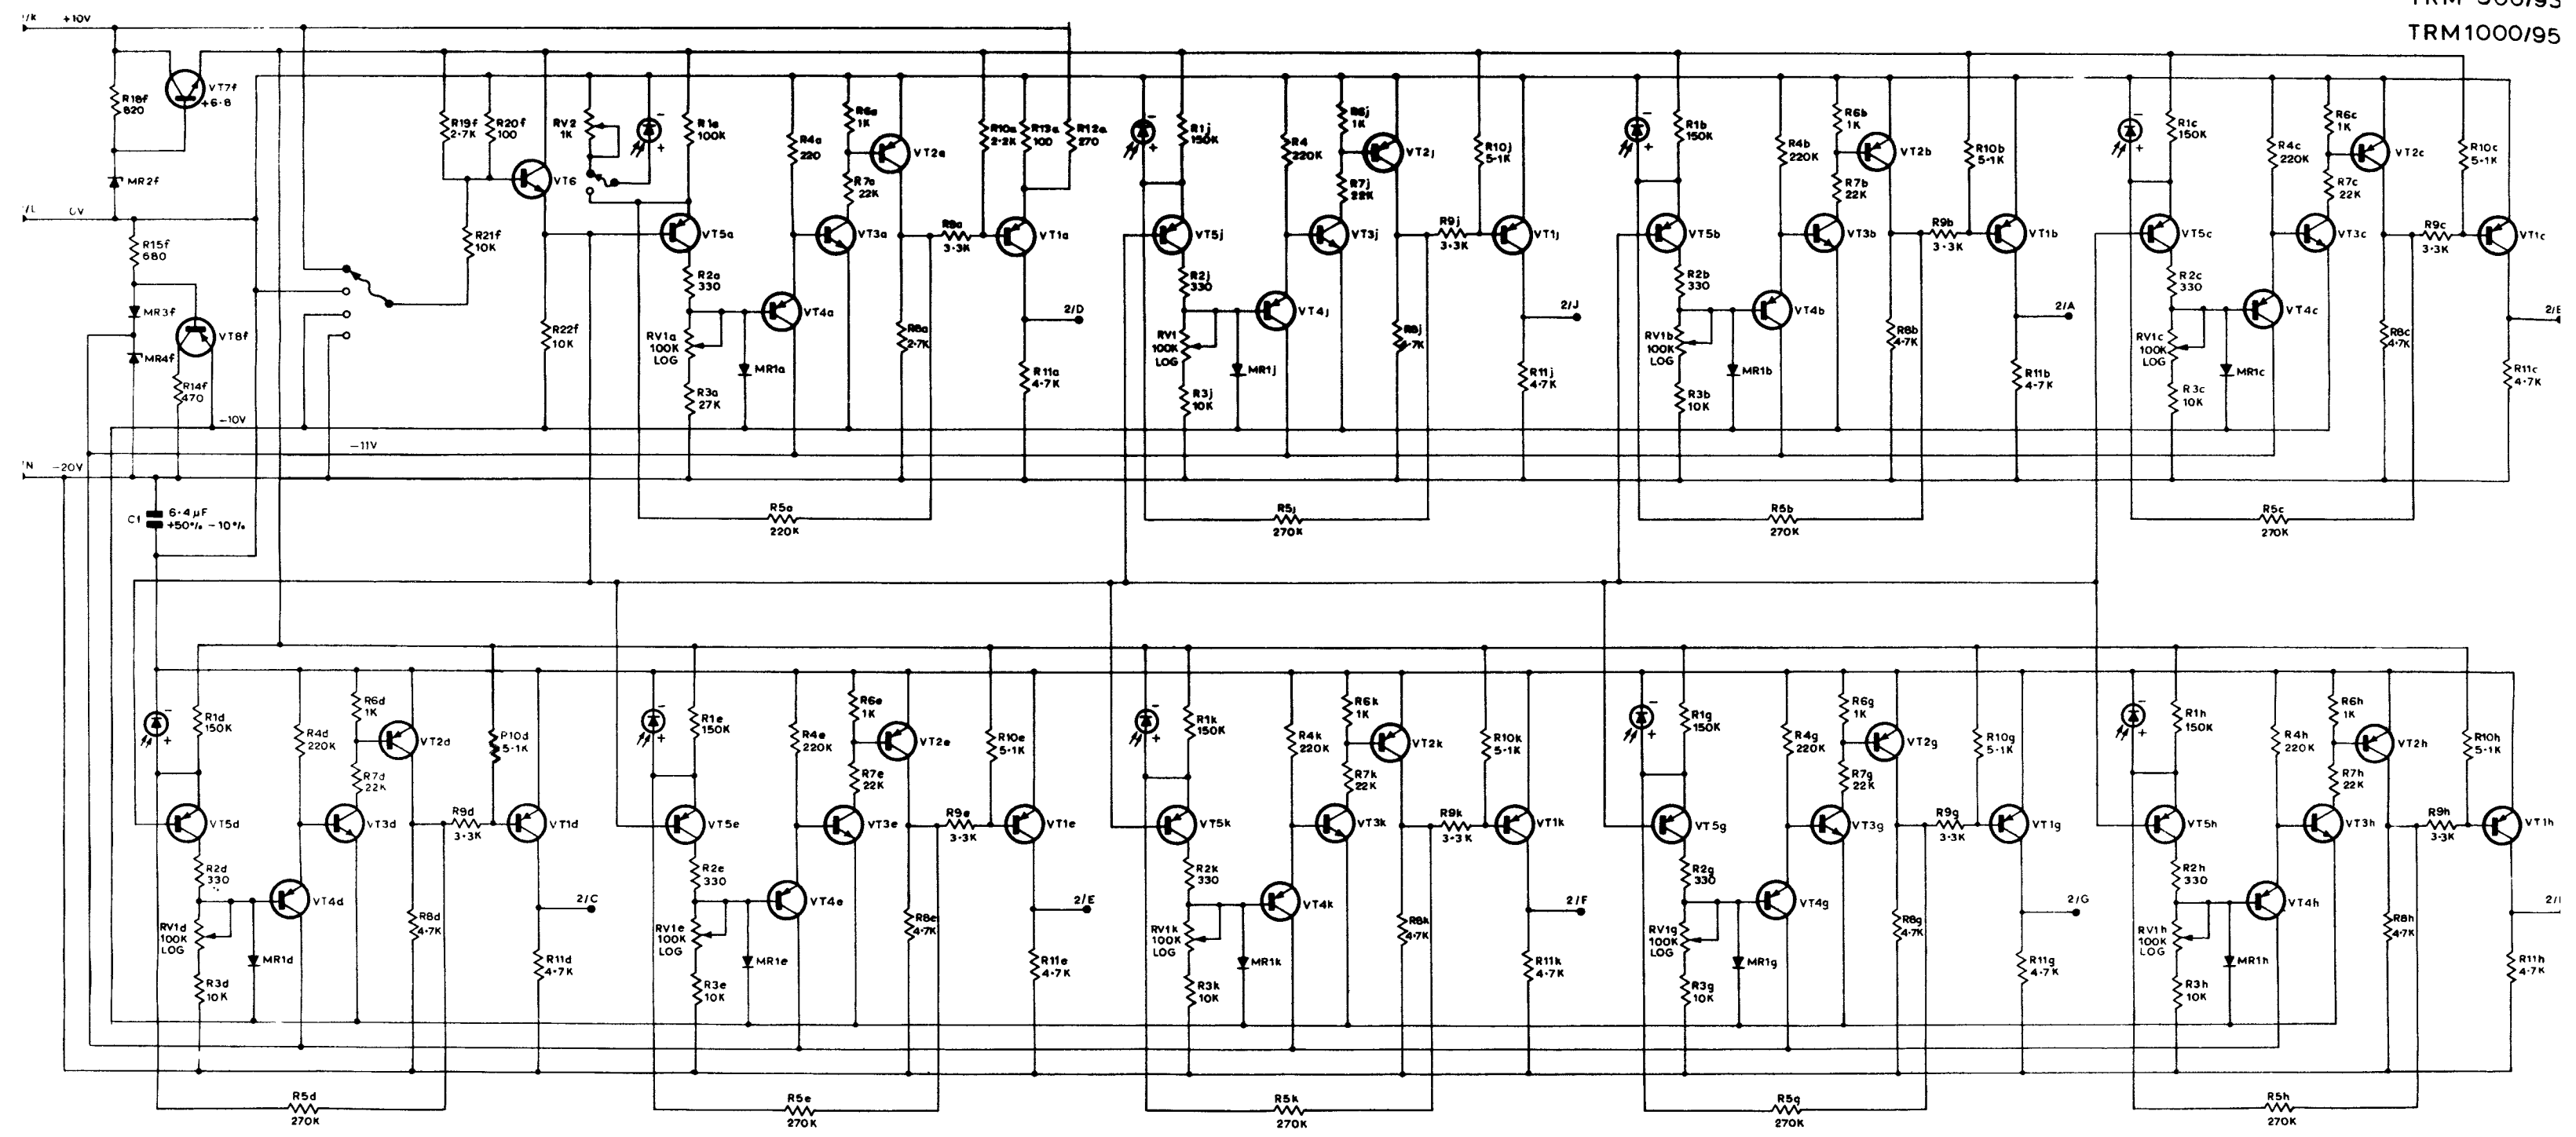 TRM1000/95
+10V
R18f
820
VT7f
+6·8
MR2f
0V
R15f
680
MR3f
VT8f
MR4f
R14f
470
-10V
-11V
-20V
C1
6·4µF
+50% -10%
R19f
2·7K
R20f
100
R21f
10K
VT6
R22f
10K
RV2
1K
R1a
100K
VT5a
R2a
330
RV1a
100K
LOG
R3a
27K
MR1a
VT4a
R4a
220
R6a
1K
R7a
22K
VT2a
VT3a
R8a
2·7K
R9a
3·3K
R10a
2·2K
R13a
100
R12a
270
VT1a
2/D
R11a
4·7K
R5a
220K
R1j
150K
VT5j
R2j
330
RV1
100K
LOG
R3j
10K
MR1j
VT4j
R4
220K
R6j
1K
R7j
22K
VT2j
VT3j
R8j
4·7K
R9j
3·3K
R10j
5·1K
VT1j
2/J
R11j
4·7K
R5j
270K
R1b
150K
VT5b
R2b
330
RV1b
100K
LOG
R3b
10K
MR1b
VT4b
R4b
220K
R6b
1K
R7b
22K
VT2b
VT3b
R8b
4·7K
R9b
3·3K
R10b
5·1K
VT1b
2/A
R11b
4·7K
R5b
270K
R1c
150K
VT5c
R2c
330
RV1c
100K
LOG
R3c
10K
MR1c
VT4c
R4c
220K
R6c
1K
R7c
22K
VT2c
VT3c
R8c
4·7K
R9c
3·3K
R10c
5·1K
VT1c
R11c
4·7K
R5c
270K
R1d
150K
VT5d
R2d
330
RV1d
100K
LOG
R3d
10K
MR1d
VT4d
R4d
220K
R6d
1K
R7d
22K
VT2d
VT3d
R8d
4·7K
R9d
3·3K
R10d
5·1K
VT1d
2/C
R11d
4·7K
R5d
270K
R1e
150K
VT5e
R2e
330
RV1e
100K
LOG
R3e
10K
MR1e
VT4e
R4e
220K
R6e
1K
R7e
22K
VT2e
VT3e
R8e
4·7K
R9e
3·3K
R10e
5·1K
VT1e
2/E
R11e
4·7K
R5e
270K
R1k
150K
VT5k
R2k
330
RV1k
100K
LOG
R3k
10K
MR1k
VT4k
R4k
220K
R6k
1K
R7k
22K
VT2k
VT3k
R8k
4·7K
R9k
3·3K
R10k
5·1K
VT1k
2/F
R11k
4·7K
R5k
270K
R1g
150K
VT5g
R2g
330
RV1g
100K
LOG
R3g
10K
MR1g
VT4g
R4g
220K
R6g
1K
R7g
22K
VT2g
VT3g
R8g
4·7K
R9g
3·3K
R10g
5·1K
VT1g
2/G
R11g
4·7K
R5g
270K
R1h
150K
VT5h
R2h
330
RV1h
100K
LOG
R3h
10K
MR1h
VT4h
R4h
220K
R6h
1K
R7h
22K
VT2h
VT3h
R8h
4·7K
R9h
3·3K
R10h
5·1K
VT1h
R11h
4·7K
R5h
270K